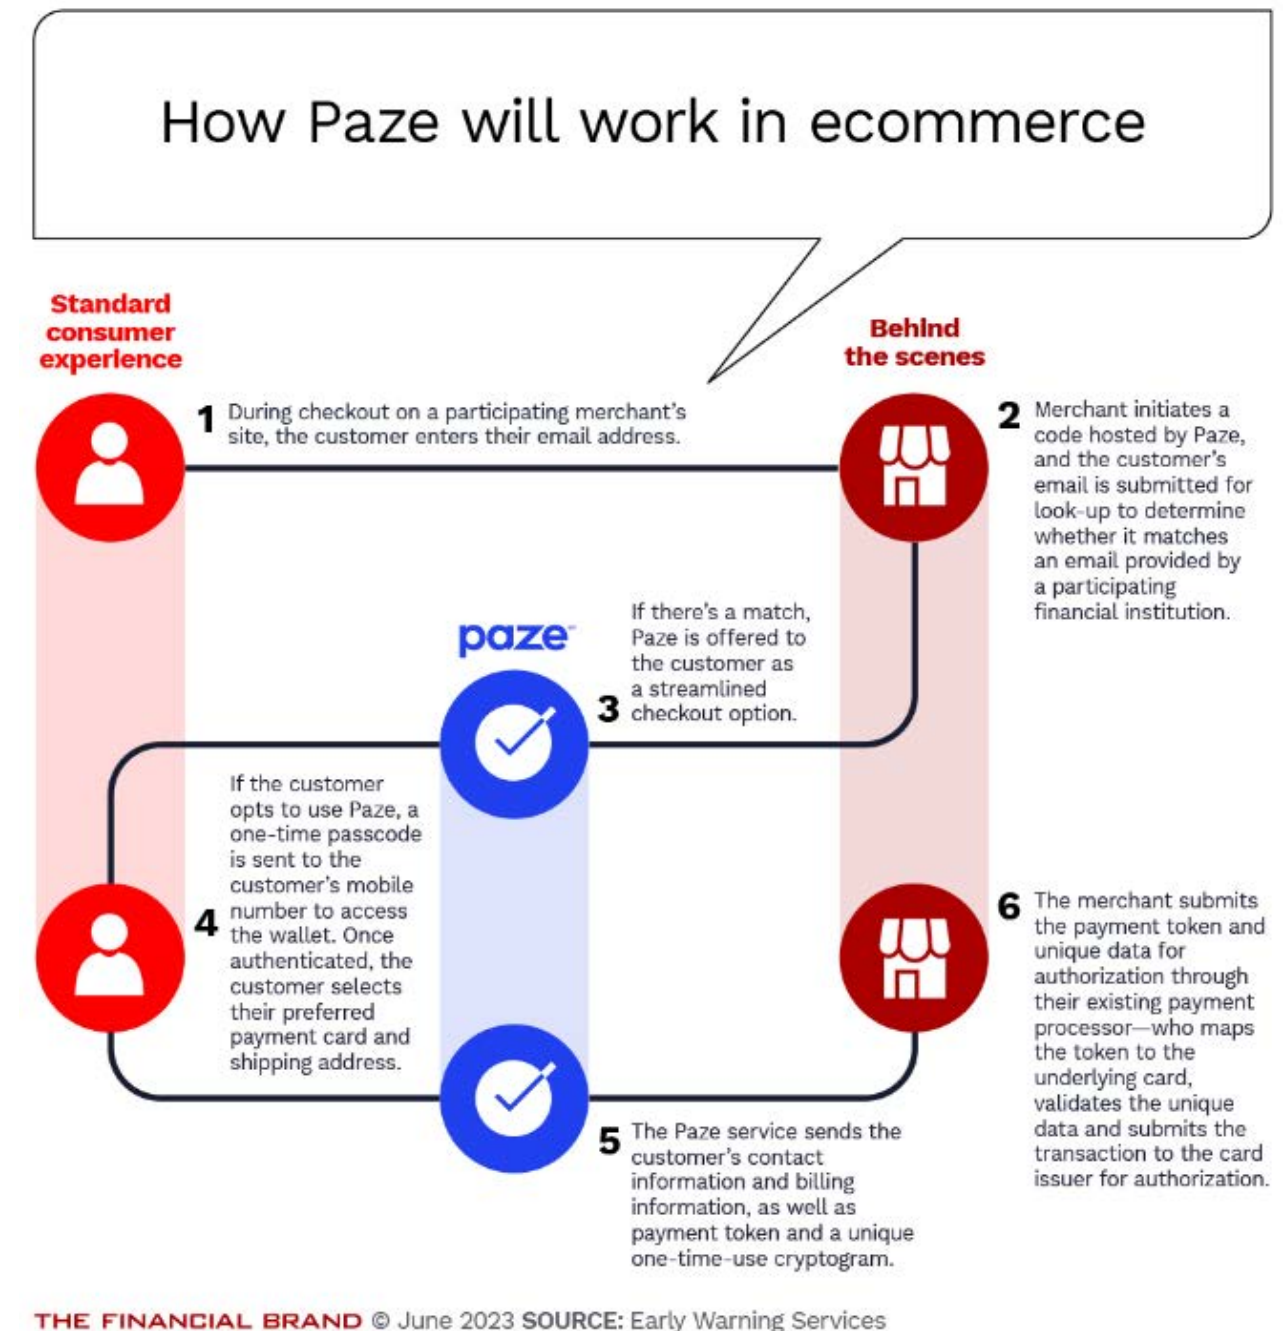 How Paze will work in ecommerce
Standard
consumer
experience
Behind
the scenes
1
During checkout on a participating merchant's
site, the customer enters their email address.
2
Merchant initiates a
code hosted by Paze,
and the customer's
email is submitted for
look-up to determine
whether it matches
an email provided by
a participating
financial institution.
paze
3
If there's a match,
Paze is offered to
the customer as
a streamlined
checkout option.
4
If the customer
opts to use Paze, a
one-time passcode
is sent to the
customer's mobile
number to access
the wallet. Once
authenticated, the
customer selects
their preferred
payment card and
shipping address.
5
The Paze service sends the
customer's contact
information and billing
information, as well as
payment token and a unique
one-time-use cryptogram.
6
The merchant submits
the payment token and
unique data for
authorization through
their existing payment
processor—who maps
the token to the
underlying card,
validates the unique
data and submits the
transaction to the card
issuer for authorization.
THE FINANCIAL BRAND © June 2023 SOURCE: Early Warning Services